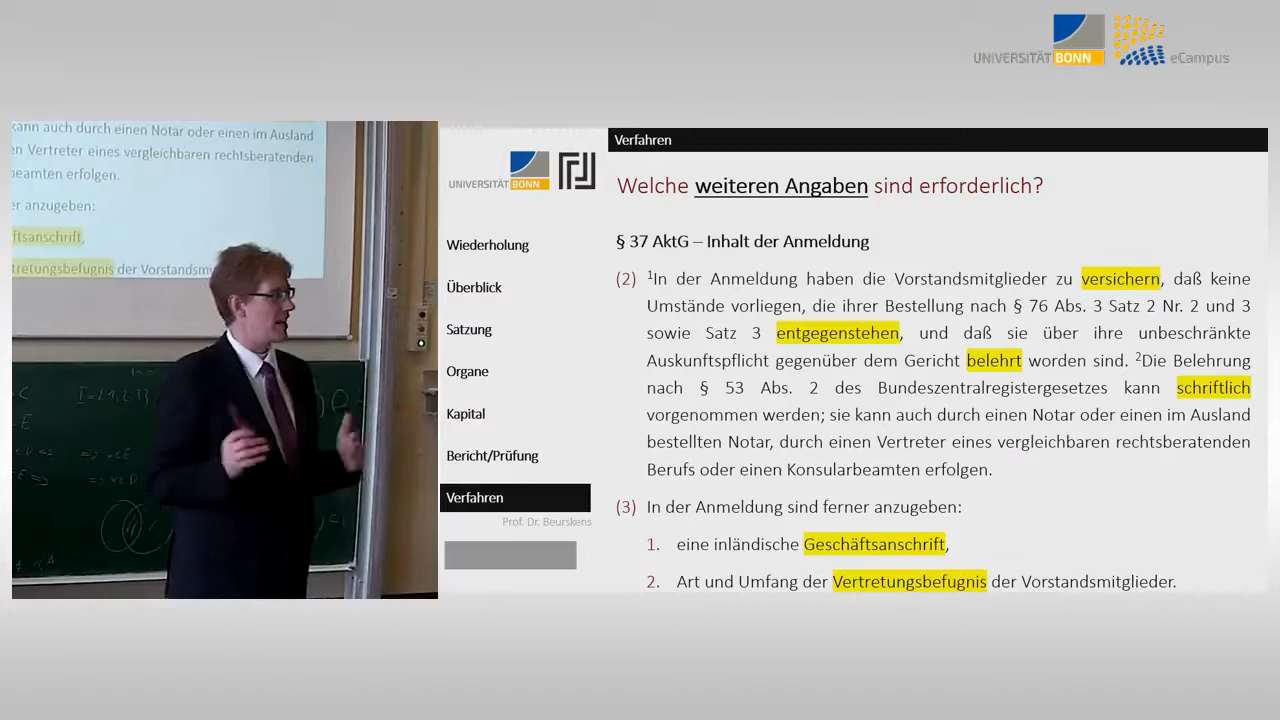 UNIVERSITÄT BONN eCampus
kann auch durch einen Notar oder einen im Ausland
en Vertreter eines vergleichbaren rechtsberatenden
beamten erfolgen.
er anzugeben:
ftsanschrift,
tretungsbefugnis der Vorstandsm
UNIVERSITÄT BONN
Wiederholung
Überblick
Satzung
Organe
Kapital
Bericht/Prüfung
Verfahren
Prof. Dr. Beurskens
Verfahren
Welche weiteren Angaben sind erforderlich?
§ 37 AktG – Inhalt der Anmeldung
(2) ¹In der Anmeldung haben die Vorstandsmitglieder zu versichern, daß keine
Umstände vorliegen, die ihrer Bestellung nach § 76 Abs. 3 Satz 2 Nr. 2 und 3
sowie Satz 3 entgegenstehen, und daß sie über ihre unbeschränkte
Auskunftspflicht gegenüber dem Gericht belehrt worden sind. ²Die Belehrung
nach § 53 Abs. 2 des Bundeszentralregistergesetzes kann schriftlich
vorgenommen werden; sie kann auch durch einen Notar oder einen im Ausland
bestellten Notar, durch einen Vertreter eines vergleichbaren rechtsberatenden
Berufs oder einen Konsularbeamten erfolgen.
(3) In der Anmeldung sind ferner anzugeben:
1. eine inländische Geschäftsanschrift,
2. Art und Umfang der Vertretungsbefugnis der Vorstandsmitglieder.